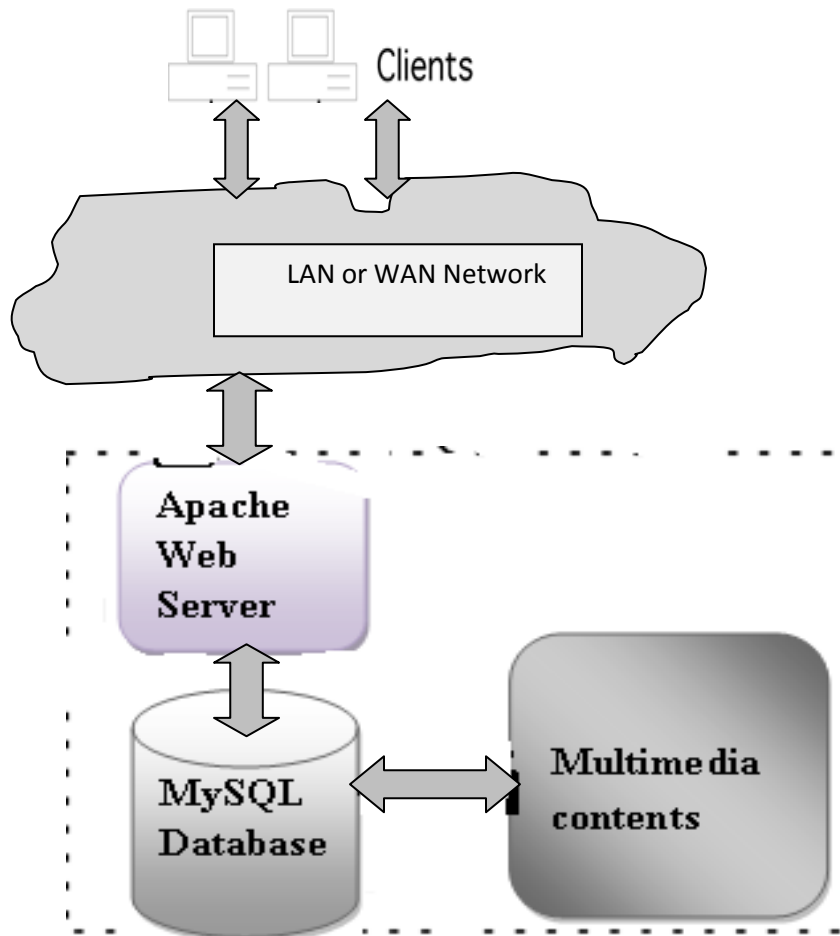 Clients
LAN or WAN Network
Apache
Web
Server
MySQL
Database
Multimedia
contents